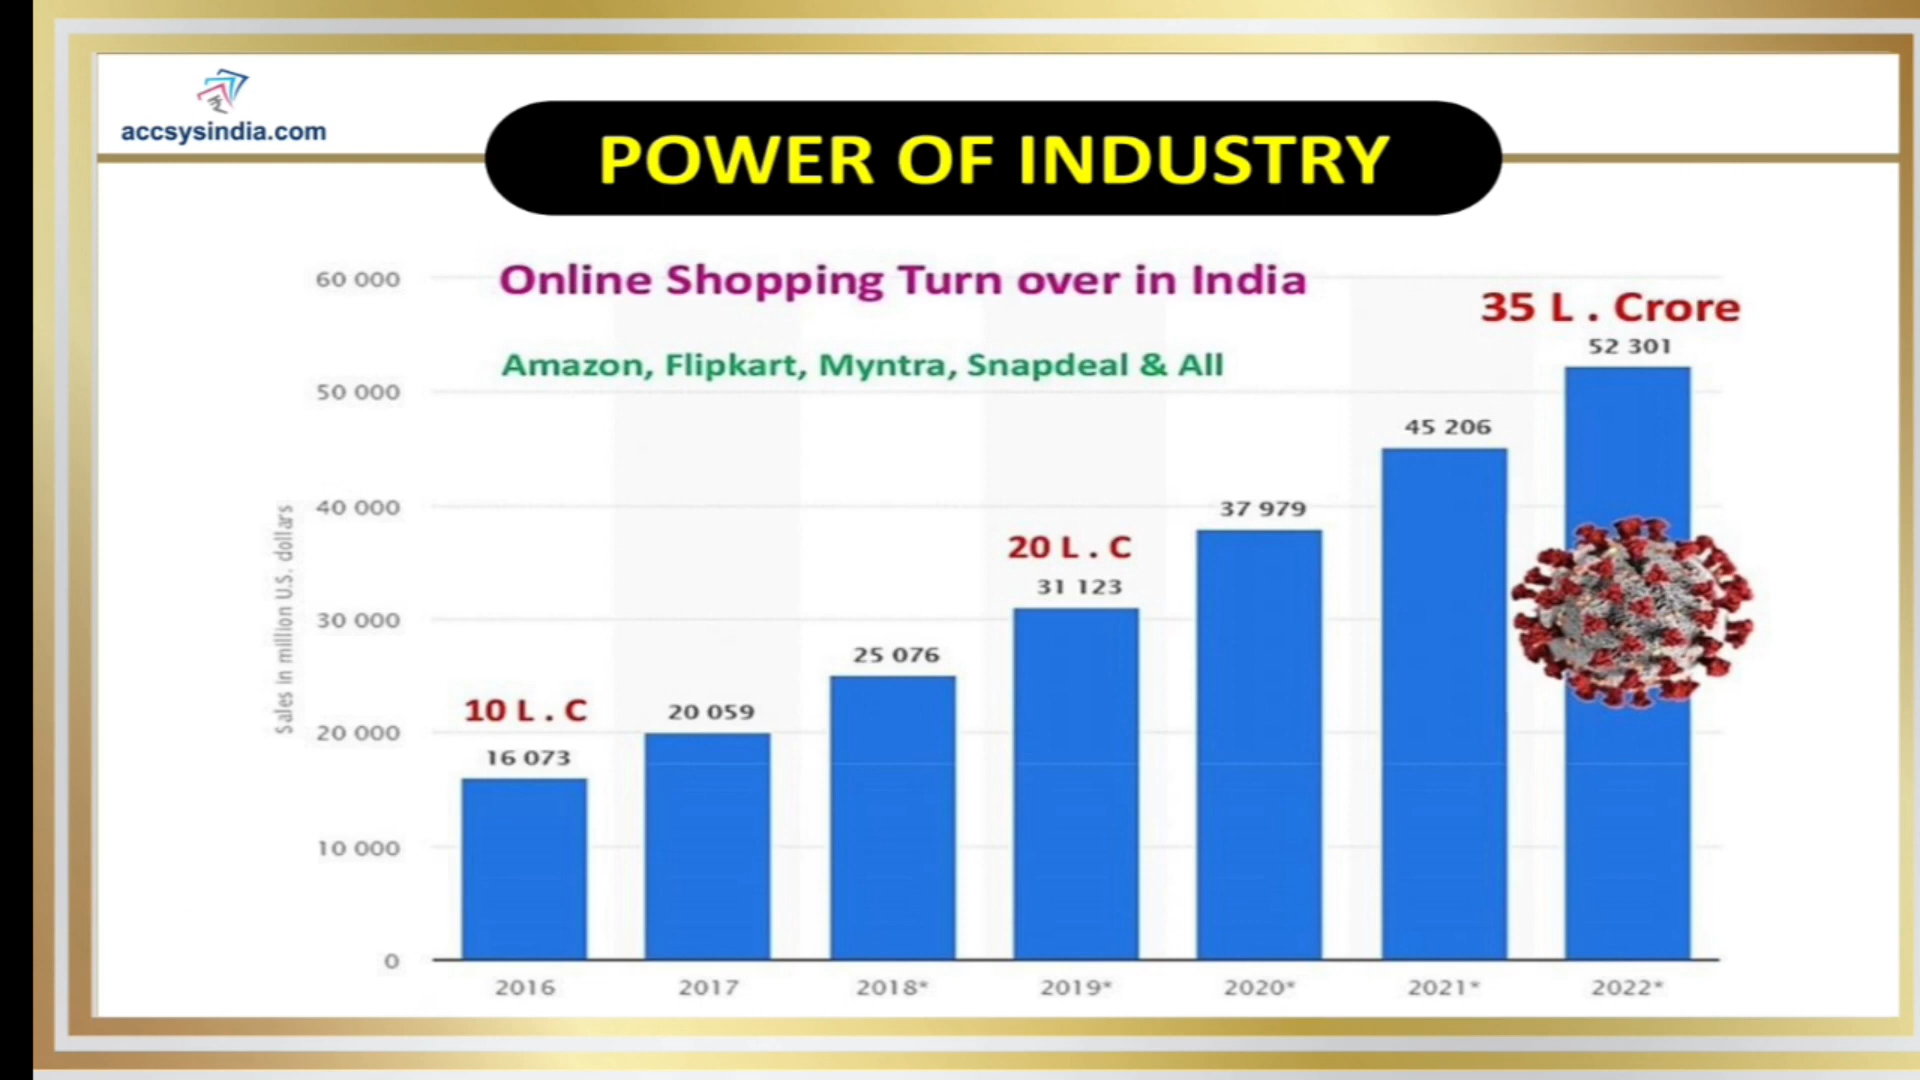 accsysindia.com
POWER OF INDUSTRY
Online Shopping Turn over in India
Amazon, Flipkart, Myntra, Snapdeal & All
35 L . Crore
52 301
45 206
37 979
20 L . C
31 123
25 076
10 L . C
20 059
16 073
Sales in million U.S. dollars
60 000
50 000
40 000
30 000
20 000
10 000
0
2016 2017 2018* 2019* 2020* 2021* 2022*